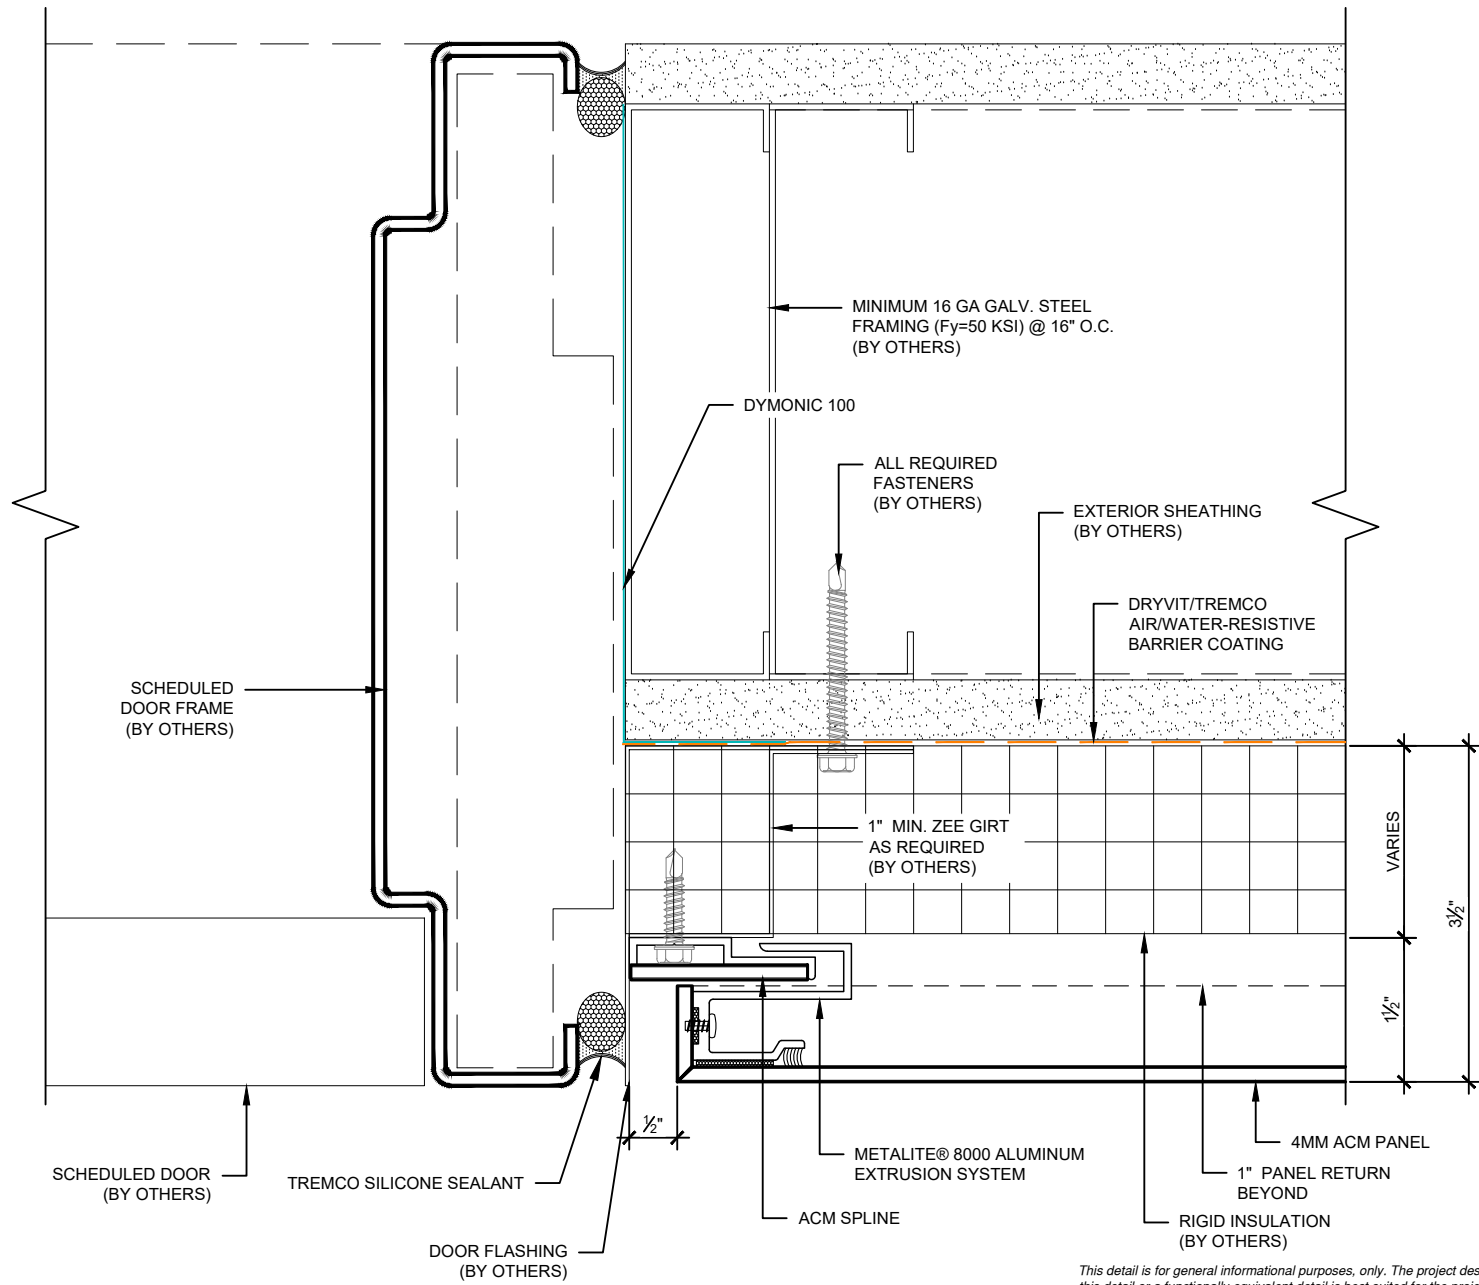 MINIMUM 16 GA GALV. STEEL
FRAMING (Fy=50 KSI) @ 16" O.C.
(BY OTHERS)
DYMONIC 100
ALL REQUIRED
FASTENERS
(BY OTHERS)
EXTERIOR SHEATHING
(BY OTHERS)
DRYVIT/TREMCO
AIR/WATER-RESISTIVE
BARRIER COATING
SCHEDULED
DOOR FRAME
(BY OTHERS)
1" MIN. ZEE GIRT
AS REQUIRED
(BY OTHERS)
VARIES
3½"
1½"
½"
4MM ACM PANEL
METALITE® 8000 ALUMINUM
EXTRUSION SYSTEM
1" PANEL RETURN
BEYOND
SCHEDULED DOOR
(BY OTHERS)
TREMCO SILICONE SEALANT
ACM SPLINE
RIGID INSULATION
(BY OTHERS)
DOOR FLASHING
(BY OTHERS)
This detail is for general informational purposes, only. The project des